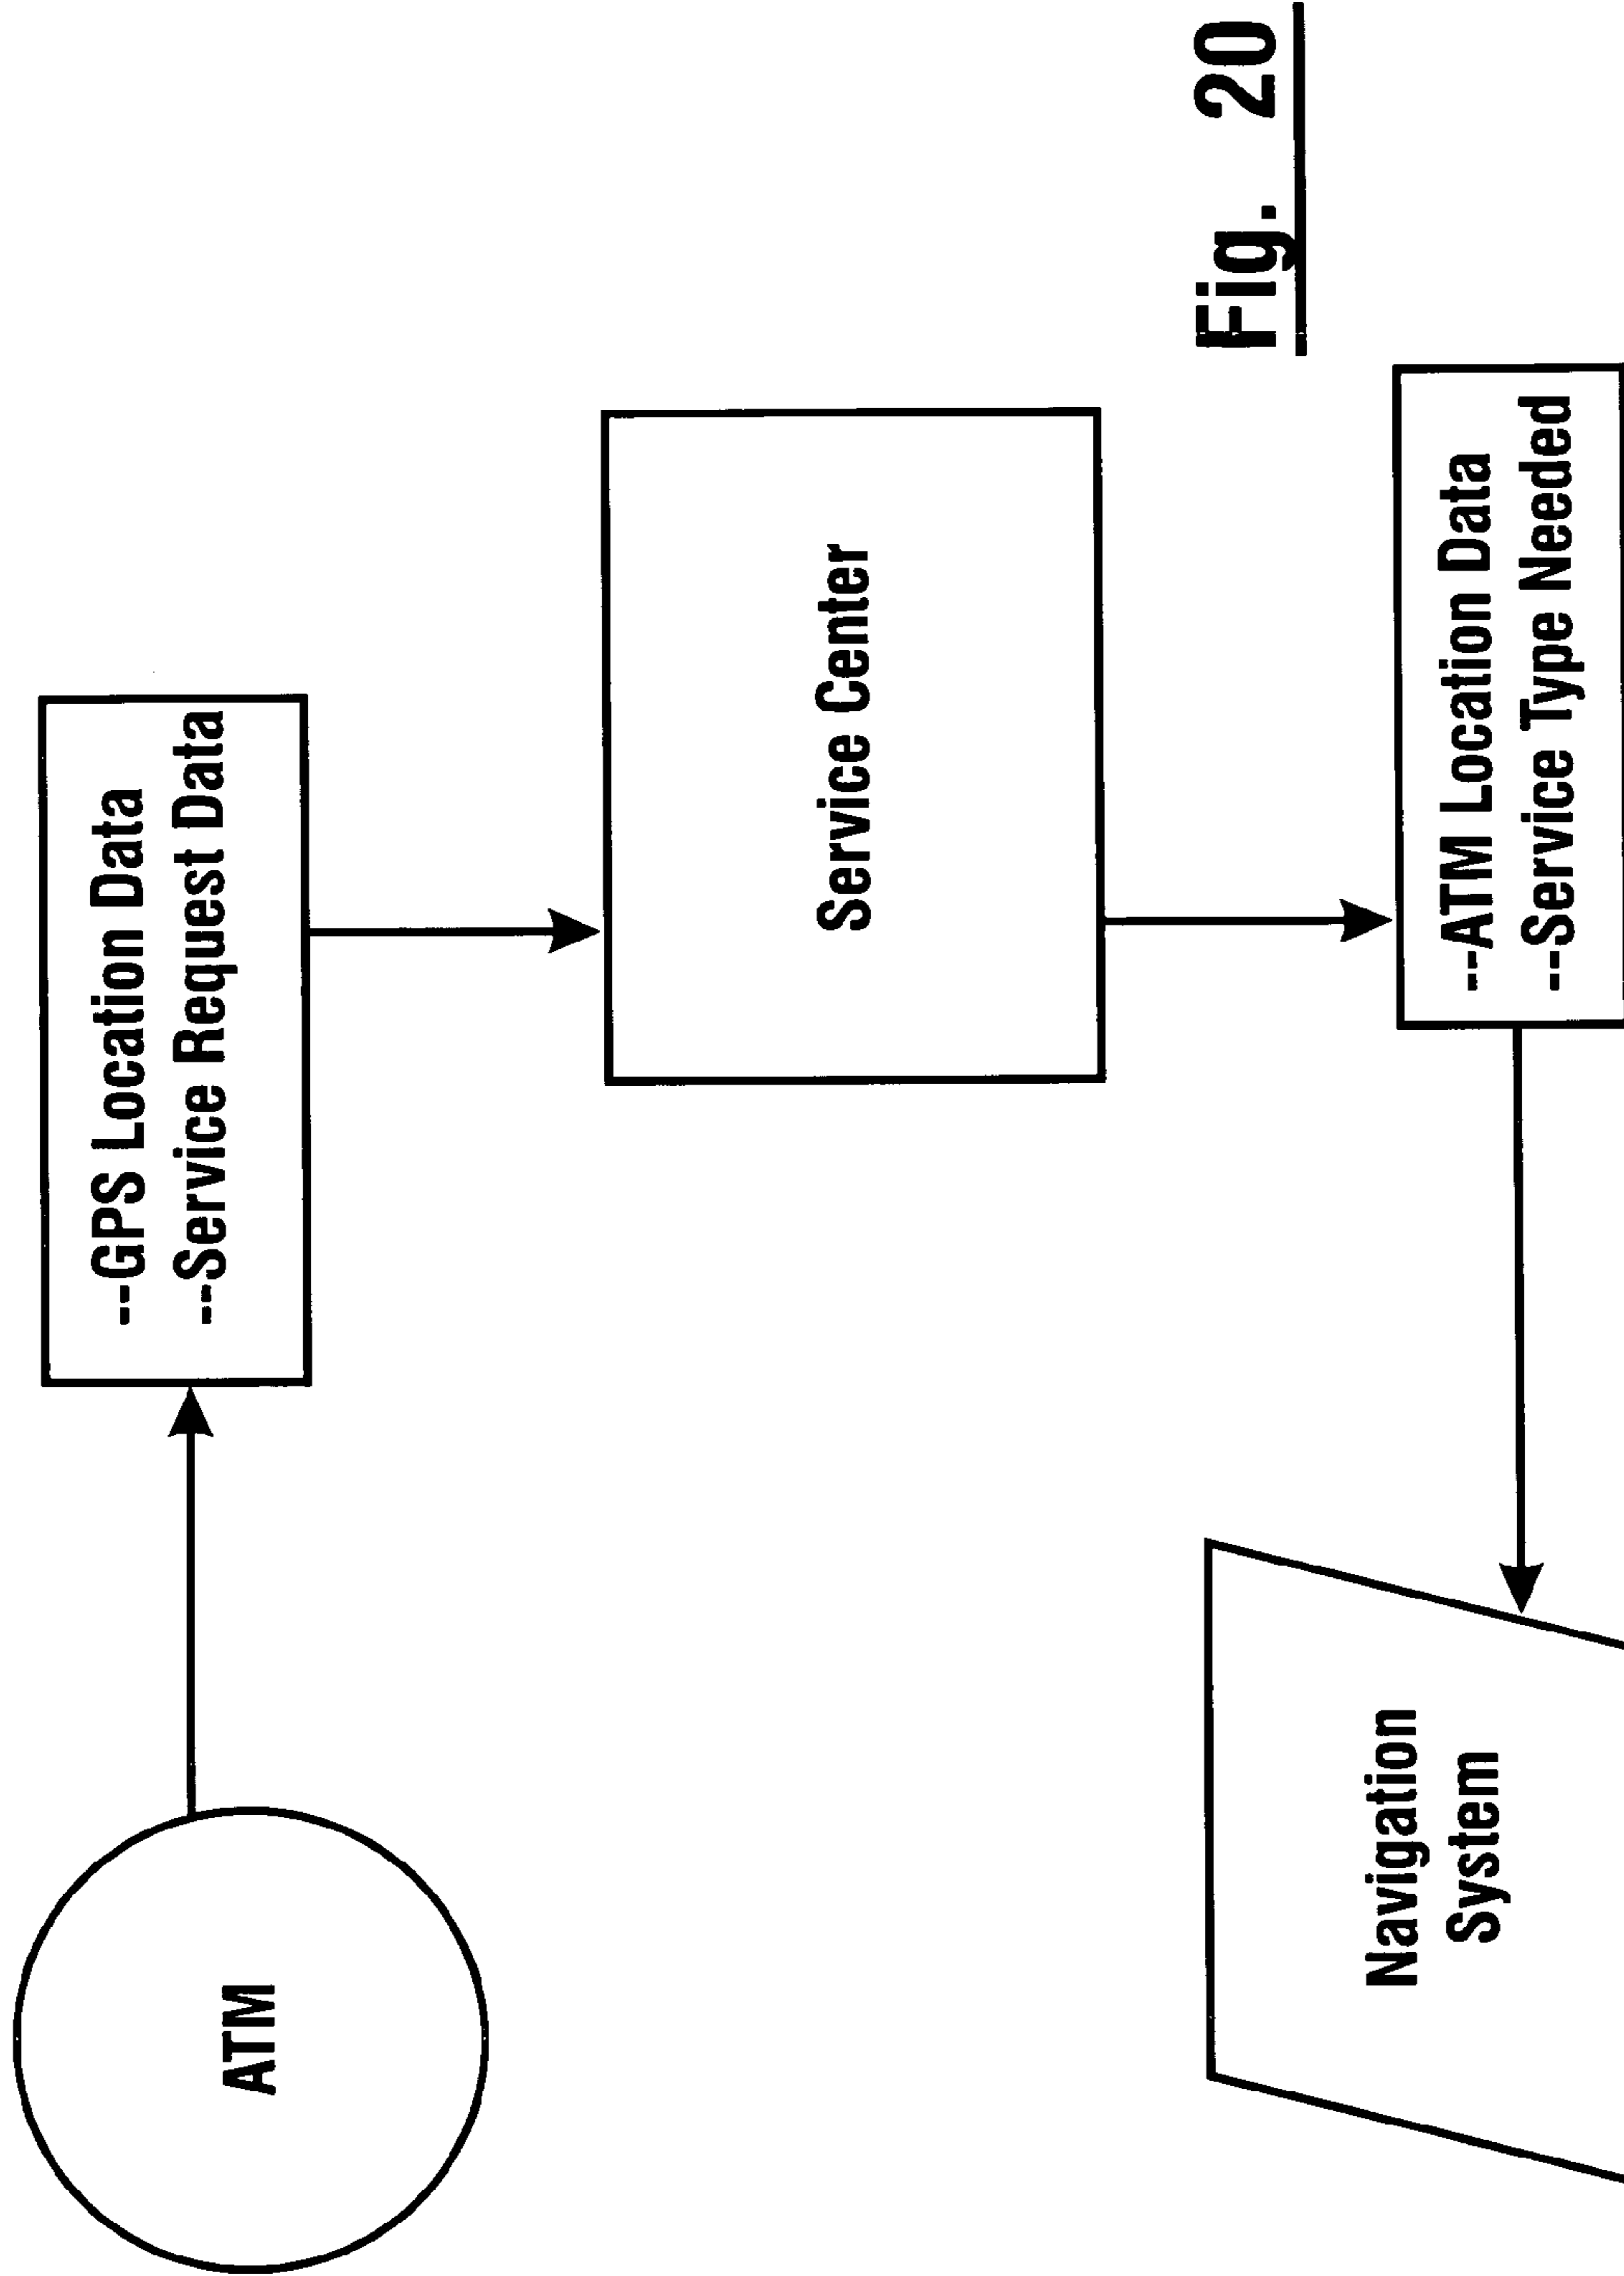 ATM
--GPS Location Data
--Service Request Data
Service Center
--ATM Location Data
--Service Type Needed
Navigation
System
Fig. 20